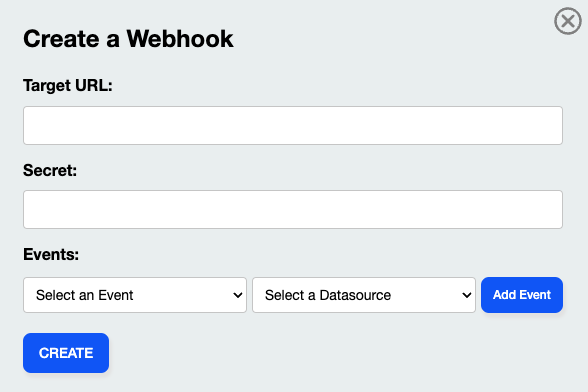 Create a Webhook
Target URL:
Secret:
Events:
Select an Event Select a Datasource Add Event
CREATE